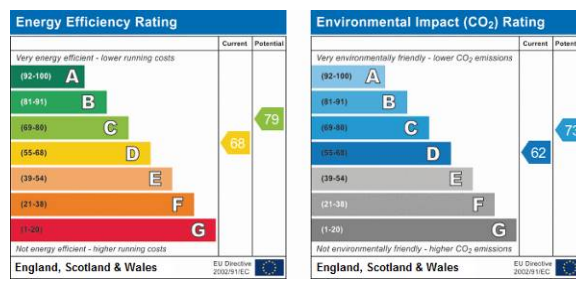 Energy Efficiency Rating
Current Potential
Very energy efficient - lower running costs
(92-100) A
(81-91) B
(69-80) C
(55-68) D
(39-54) E
(21-38) F
(1-20) G
68
79
Not energy efficient - higher running costs
England, Scotland & Wales
EU Directive
2002/91/EC
Environmental Impact (CO₂) Rating
Current Potent
Very environmentally friendly - lower CO₂ emissions
(92-100) A
(81-91) B
(69-80) C
(55-68) D
(39-54) E
(21-38) F
(1-20) G
62
73
Not environmentally friendly - higher CO₂ emissions
England, Scotland & Wales
EU Directive
2002/91/EC